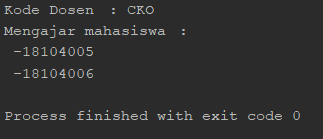 Kode Dosen  : CKO
Mengajar mahasiswa :
 -18104005
 -18104006

Process finished with exit code 0